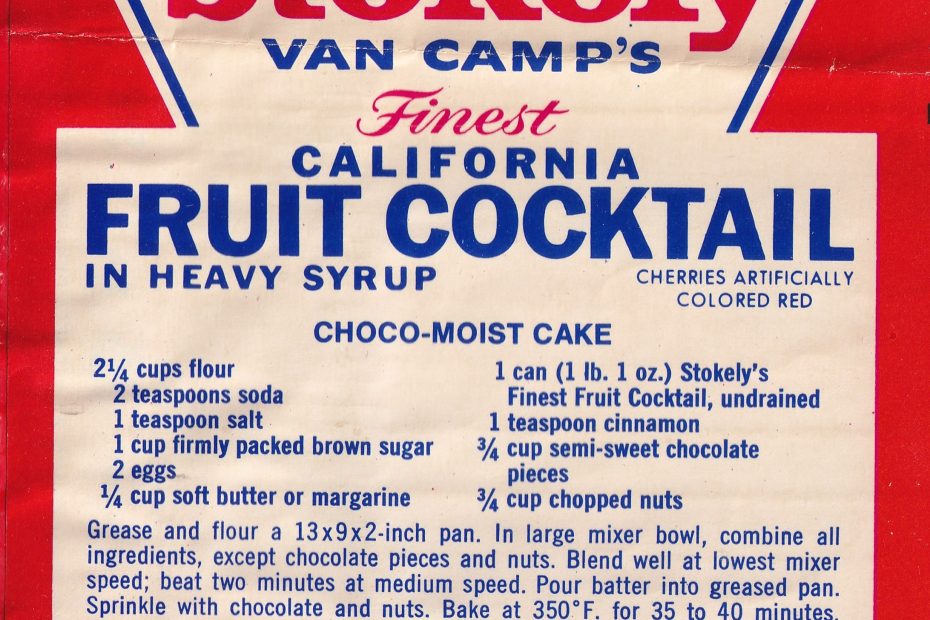 Stokely
VAN CAMP'S
Finest
CALIFORNIA
FRUIT COCKTAIL
IN HEAVY SYRUP
CHERRIES ARTIFICIALLY
COLORED RED
CHOCO-MOIST CAKE
2¼ cups flour
2 teaspoons soda
1 teaspoon salt
1 cup firmly packed brown sugar
2 eggs
¼ cup soft butter or margarine
1 can (1 lb. 1 oz.) Stokely's
Finest Fruit Cocktail, undrained
1 teaspoon cinnamon
¾ cup semi-sweet chocolate
pieces
¾ cup chopped nuts
Grease and flour a 13x9x2-inch pan. In large mixer bowl, combine all
ingredients, except chocolate pieces and nuts. Blend well at lowest mixer
speed; beat two minutes at medium speed. Pour batter into greased pan.
Sprinkle with chocolate and nuts. Bake at 350°F. for 35 to 40 minutes.